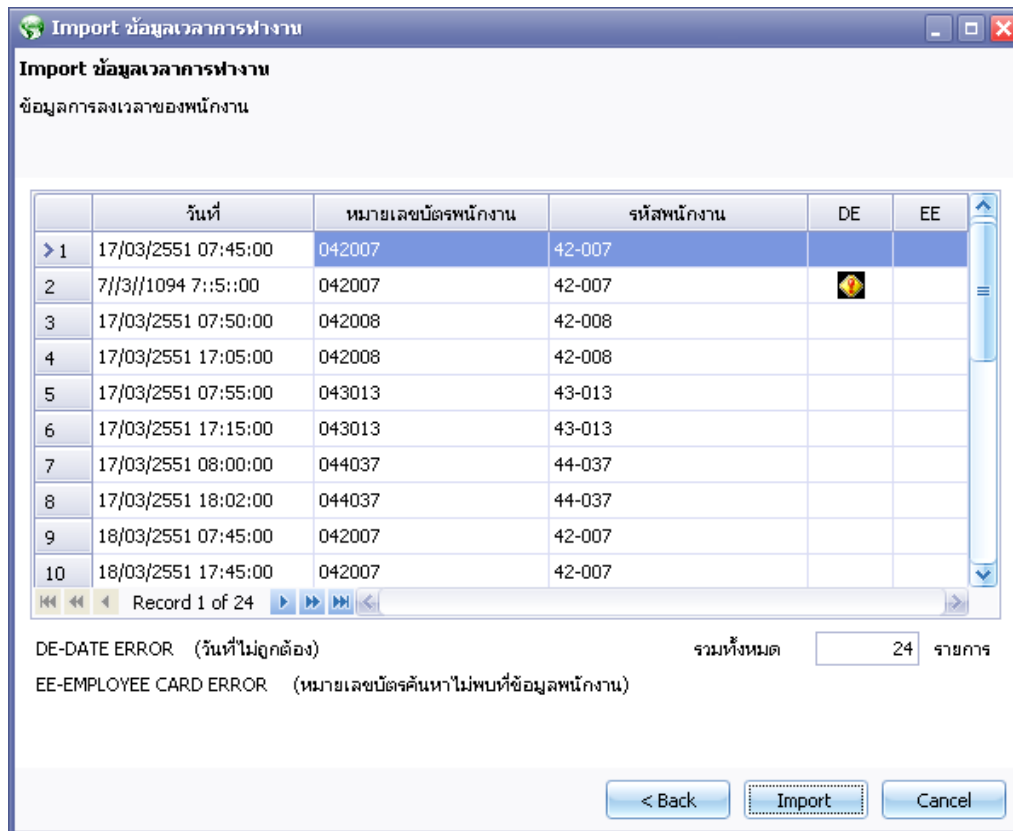 Import ข้อมูลเวลาการทำงาน
Import ข้อมูลเวลาการทำงาน
ข้อมูลการลงเวลาของพนักงาน
วันที่ หมายเลขบัตรพนักงาน รหัสพนักงาน DE EE
1 17/03/2551 07:45:00 042007 42-007
2 7//3//1094 7::5::00 042007 42-007
3 17/03/2551 07:50:00 042008 42-008
4 17/03/2551 17:05:00 042008 42-008
5 17/03/2551 07:55:00 043013 43-013
6 17/03/2551 17:15:00 043013 43-013
7 17/03/2551 08:00:00 044037 44-037
8 17/03/2551 18:02:00 044037 44-037
9 18/03/2551 07:45:00 042007 42-007
10 18/03/2551 17:45:00 042007 42-007
Record 1 of 24
DE-DATE ERROR (วันที่ไม่ถูกต้อง) รวมทั้งหมด 24 รายการ
EE-EMPLOYEE CARD ERROR (หมายเลขบัตรค้นหาไม่พบที่ข้อมูลพนักงาน)
< Back Import Cancel